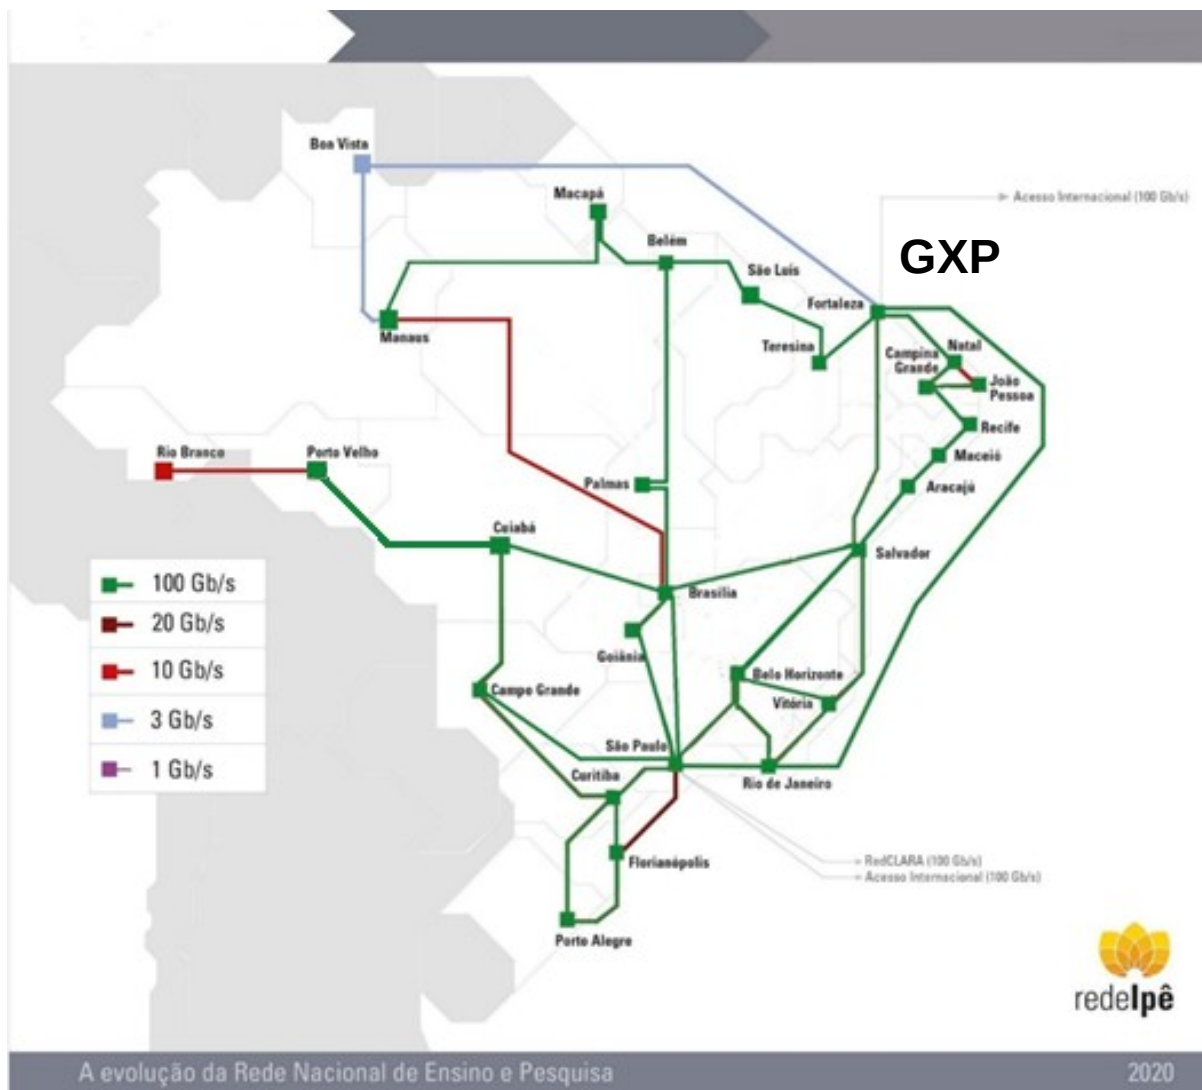 Boa Vista
Macapá
Acesso Internacional (100 Gb/s)
Belém
GXP
São Luís
Fortaleza
Manaus
Teresina
Campina
Grande
Natal
João
Pessoa
Recife
Rio Branco
Porto Velho
Maceió
Palmas
Aracajú
Cuiabá
Salvador
100 Gb/s
Brasília
20 Gb/s
Goiânia
10 Gb/s
Belo Horizonte
Campo Grande
Vitória
3 Gb/s
São Paulo
1 Gb/s
Curitiba
Rio de Janeiro
Florianópolis
RedCLARA (100 Gb/s)
Acesso Internacional (100 Gb/s)
Porto Alegre
redeIpê
A evolução da Rede Nacional de Ensino e Pesquisa
2020